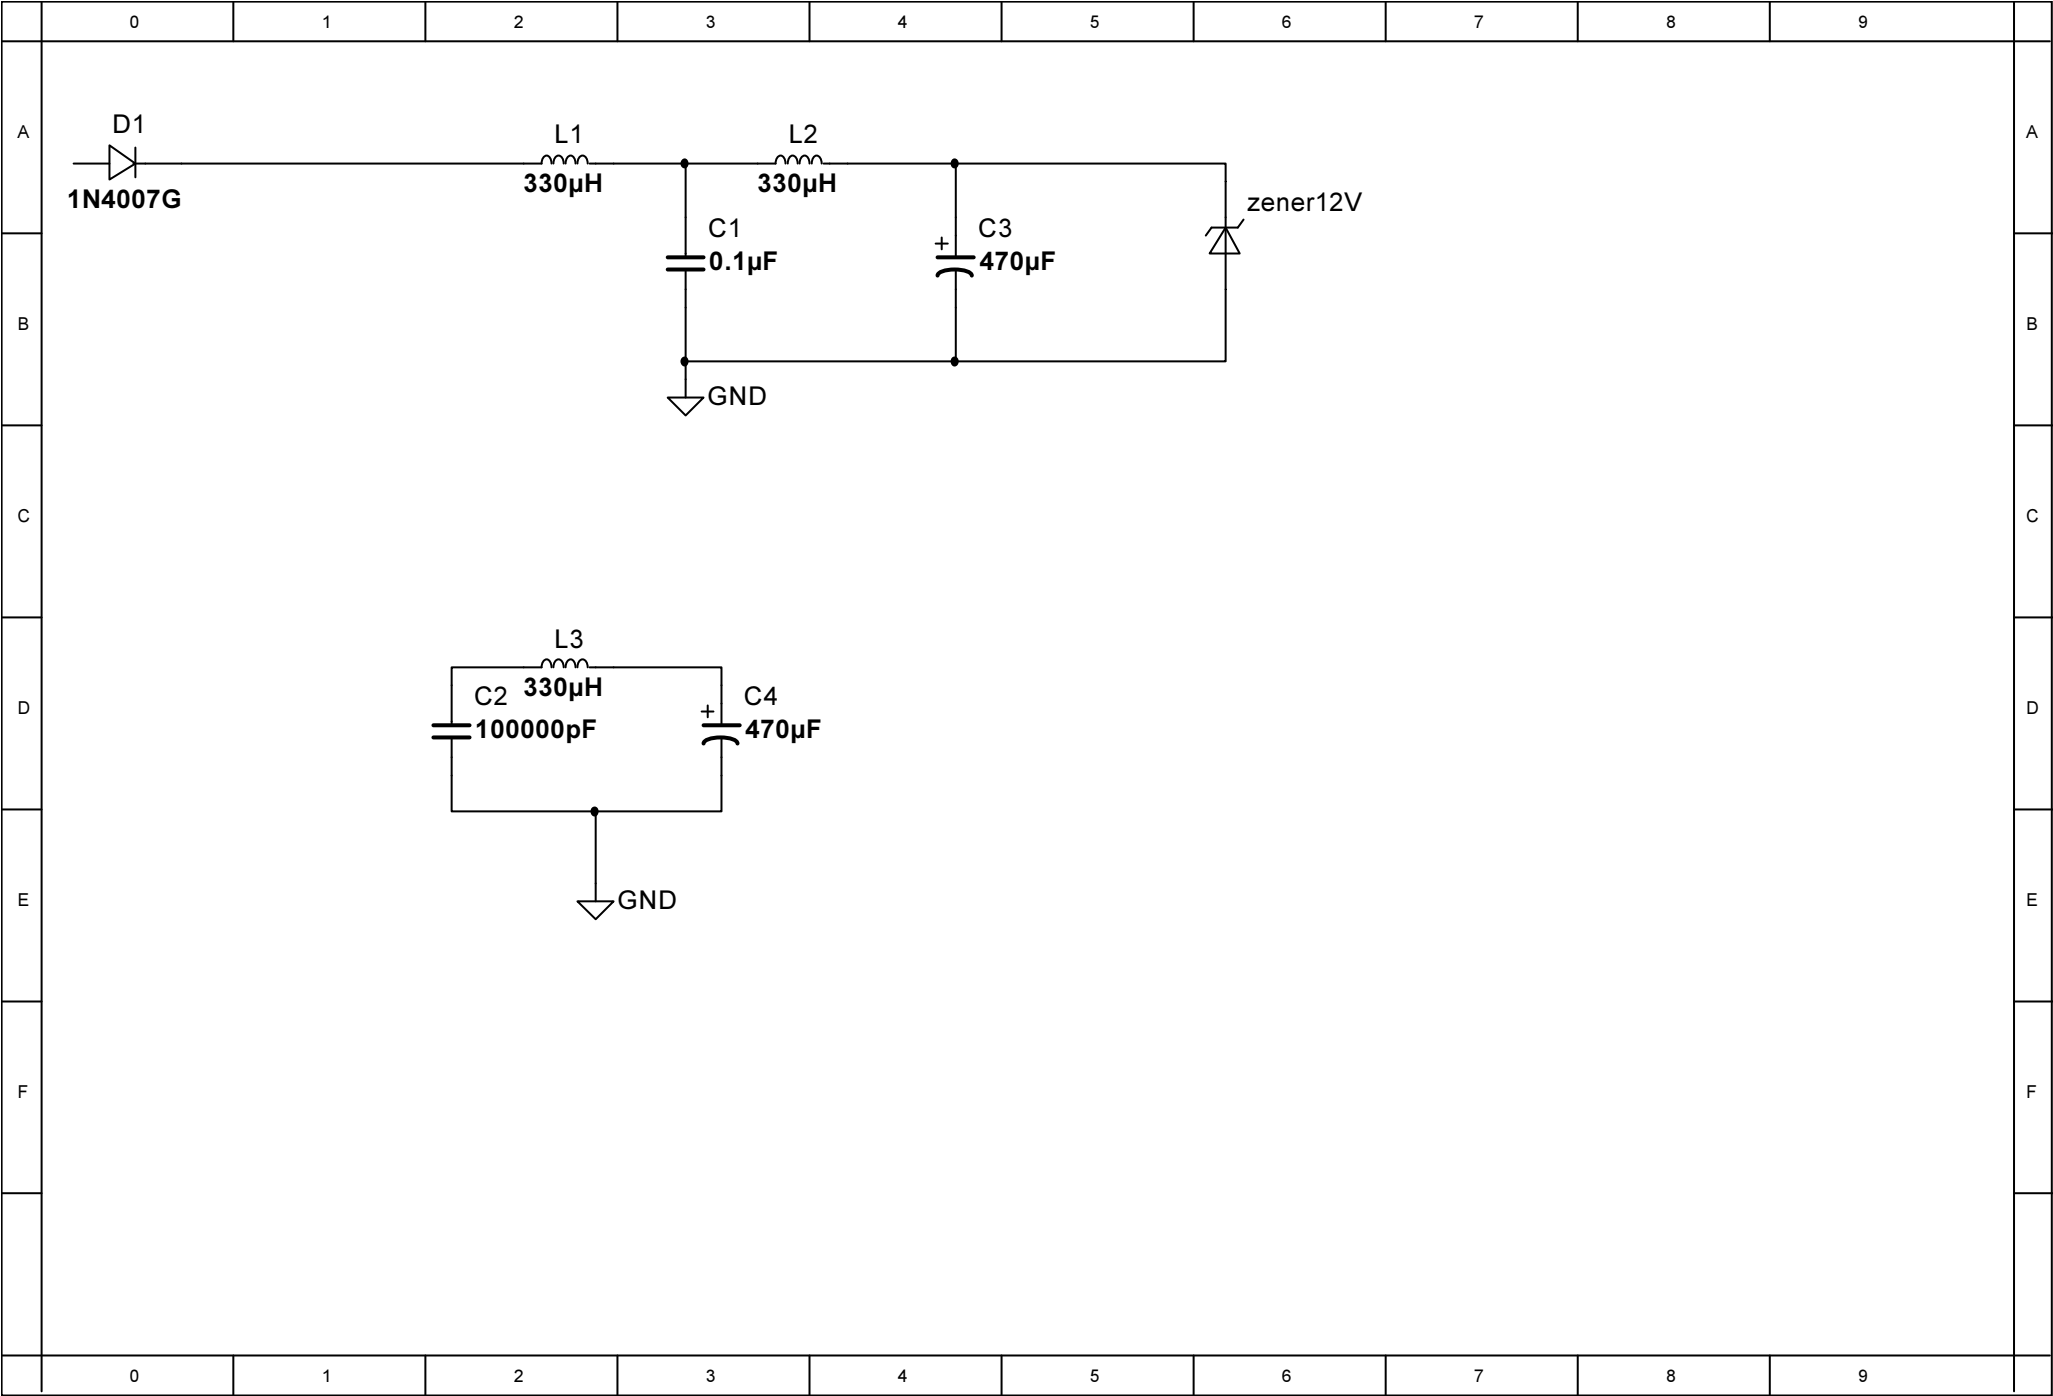 0 1 2 3 4 5 6 7 8 9
A A
D1
1N4007G
L1
330µH
L2
330µH
zener12V
C1
0.1µF
+
C3
470µF
B B
GND
C C
L3
330µH
C2
100000pF
D D
+
C4
470µF
E E
GND
F F
0 1 2 3 4 5 6 7 8 9